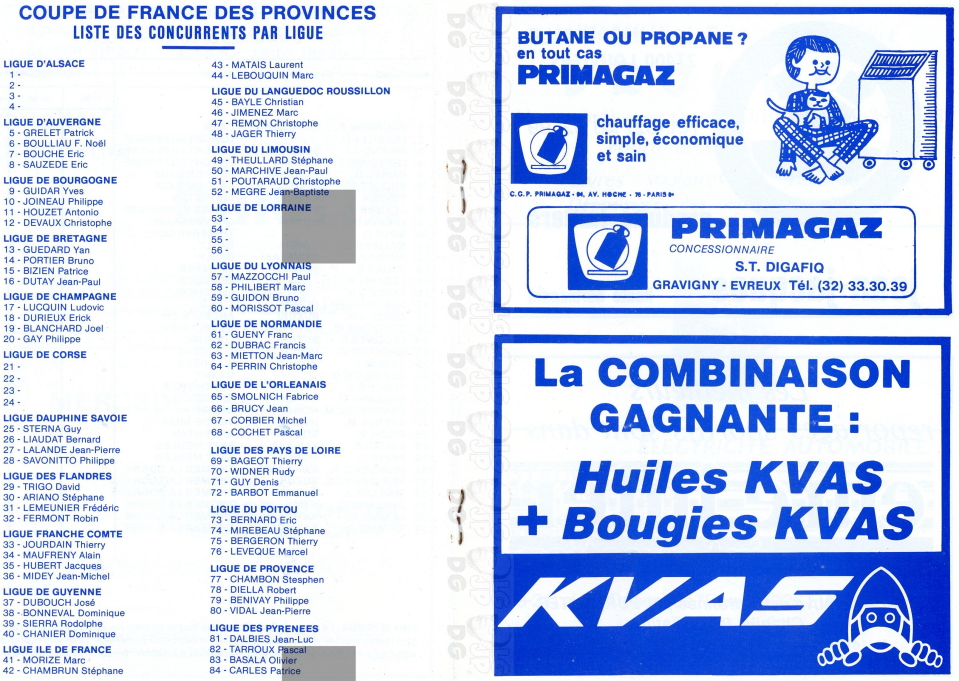 COUPE DE FRANCE DES PROVINCES
LISTE DES CONCURRENTS PAR LIGUE
LIGUE D'ALSACE
1 -
2 -
3 -
4 -
LIGUE D'AUVERGNE
5 - GRELET Patrick
6 - BOULLIAU F. Noël
7 - BOUCHE Eric
8 - SAUZEDE Eric
LIGUE DE BOURGOGNE
9 - GUIDAR Yves
10 - JOINEAU Philippe
11 - HOUZET Antonio
12 - DEVAUX Christophe
LIGUE DE BRETAGNE
13 - GUEDARD Yan
14 - PORTIER Bruno
15 - BIZIEN Patrice
16 - DUTAY Jean-Paul
LIGUE DE CHAMPAGNE
17 - LUCQUIN Ludovic
18 - DURIEUX Erick
19 - BLANCHARD Joel
20 - GAY Philippe
LIGUE DE CORSE
21 -
22 -
23 -
24 -
LIGUE DAUPHINE SAVOIE
25 - STERNA Guy
26 - LIAUDAT Bernard
27 - LALANDE Jean-Pierre
28 - SAVONITTO Philippe
LIGUE DES FLANDRES
29 - TRIGO David
30 - ARIANO Stéphane
31 - LEMEUNIER Frédéric
32 - FERMONT Robin
LIGUE FRANCHE COMTE
33 - JOURDAIN Thierry
34 - MAUFRENY Alain
35 - HUBERT Jacques
36 - MIDEY Jean-Michel
LIGUE DE GUYENNE
37 - DUBOUCH José
38 - BONNEVAL Dominique
39 - SIERRA Rodolphe
40 - CHANIER Dominique
LIGUE ILE DE FRANCE
41 - MORIZE Marc
42 - CHAMBRUN Stéphane
43 - MATAIS Laurent
44 - LEBOUQUIN Marc
LIGUE DU LANGUEDOC ROUSSILLON
45 - BAYLE Christian
46 - JIMENEZ Marc
47 - REMON Christophe
48 - JAGER Thierry
LIGUE DU LIMOUSIN
49 - THEULLARD Stéphane
50 - MARCHIVE Jean-Paul
51 - POUTARAUD Christophe
52 - MEGRE Jean-Baptiste
LIGUE DE LORRAINE
53 -
54 -
55 -
56 -
LIGUE DU LYONNAIS
57 - MAZZOCCHI Paul
58 - PHILIBERT Marc
59 - GUIDON Bruno
60 - MORISSOT Pascal
LIGUE DE NORMANDIE
61 - GUENY Franc
62 - DUBRAC Francis
63 - MIETTON Jean-Marc
64 - PERRIN Christophe
LIGUE DE L'ORLEANAIS
65 - SMOLNICH Fabrice
66 - BRUCY Jean
67 - CORBIER Michel
68 - COCHET Pascal
LIGUE DES PAYS DE LOIRE
69 - BAGEOT Thierry
70 - WIDNER Rudy
71 - GUY Denis
72 - BARBOT Emmanuel
LIGUE DU POITOU
73 - BERNARD Eric
74 - MIREBEAU Stéphane
75 - BERGERON Thierry
76 - LEVEQUE Marcel
LIGUE DE PROVENCE
77 - CHAMBON Stesphen
78 - DIELLA Robert
79 - BENIVAY Philippe
80 - VIDAL Jean-Pierre
LIGUE DES PYRENEES
81 - DALBIES Jean-Luc
82 - TARROUX Pascal
83 - BASALA Olivier
84 - CARLES Patrice
DJP DG
BUTANE OU PROPANE ?
en tout cas
PRIMAGAZ
chauffage efficace,
simple, économique
et sain
C.G.P. PRIMAGAZ - 64, AV. HOCHE - 75 - PARIS 8e
PRIMAGAZ
CONCESSIONNAIRE
S.T. DIGAFIQ
GRAVIGNY - EVREUX Tél. (32) 33.30.39
La COMBINAISON
GAGNANTE :
Huiles KVAS
+ Bougies KVAS
KVAS